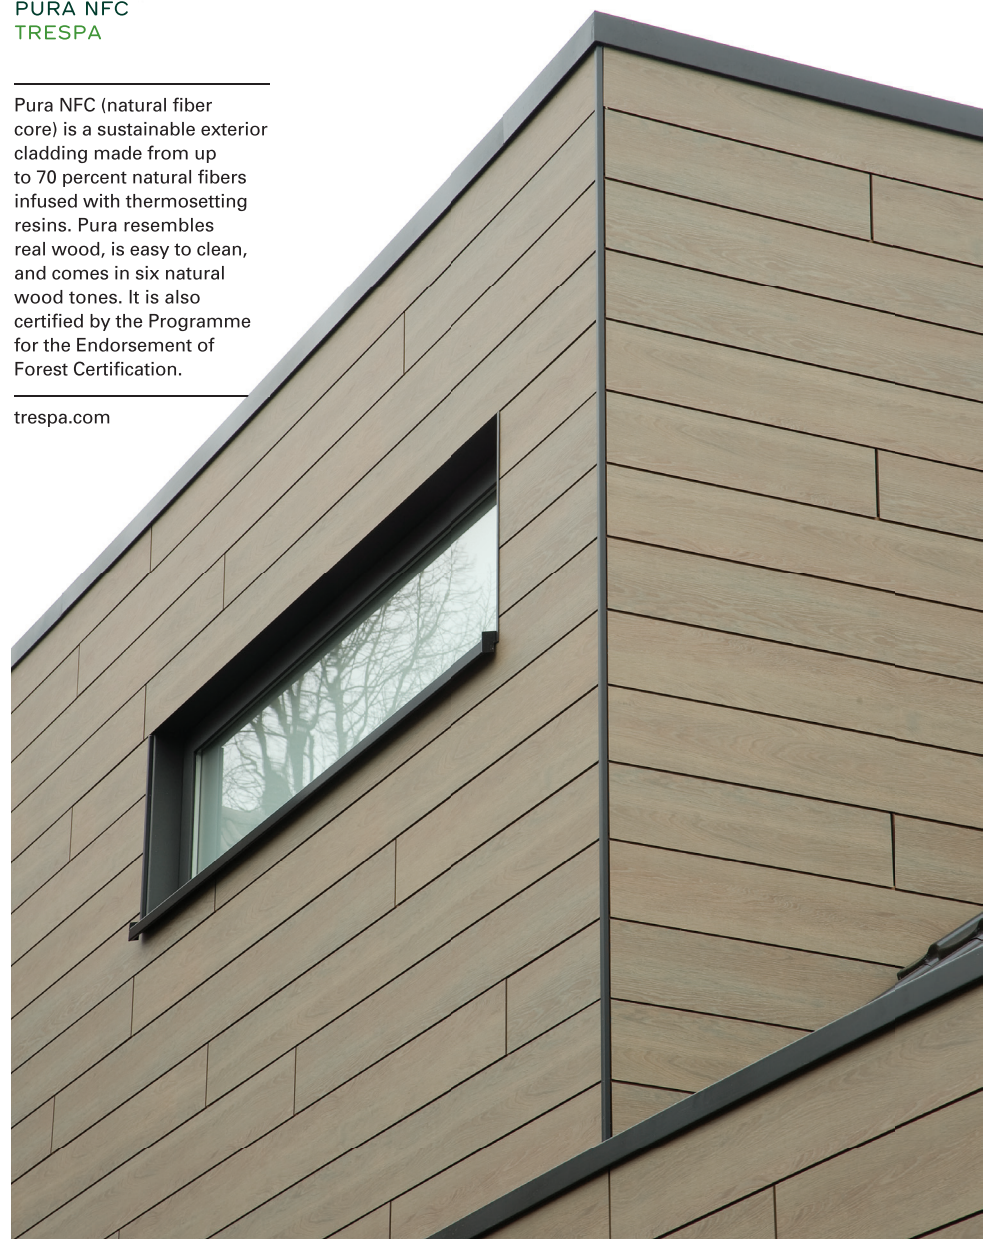 PURA NFC
TRESPA
Pura NFC (natural fiber
core) is a sustainable exterior
cladding made from up
to 70 percent natural fibers
infused with thermosetting
resins. Pura resembles
real wood, is easy to clean,
and comes in six natural
wood tones. It is also
certified by the Programme
for the Endorsement of
Forest Certification.
trespa.com